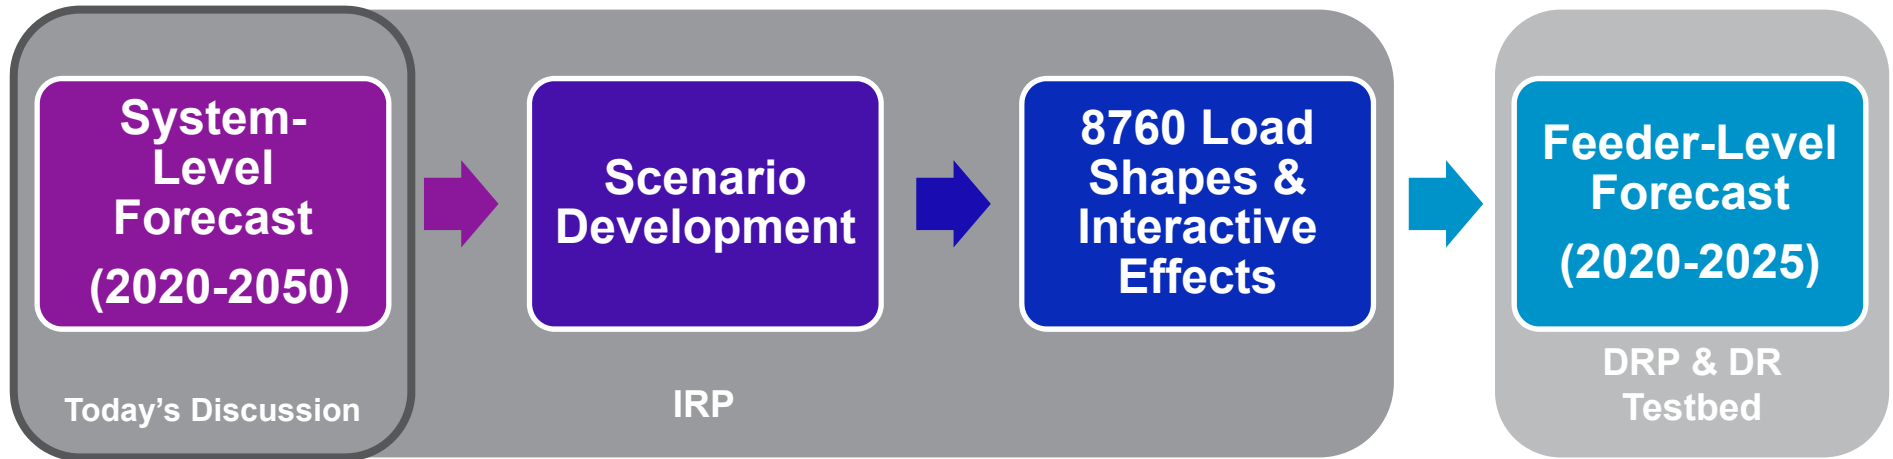 System-
Level
Forecast
(2020-2050)
Today’s Discussion
Scenario
Development
IRP
8760 Load
Shapes &
Interactive
Effects
Feeder-Level
Forecast
(2020-2025)
DRP & DR
Testbed